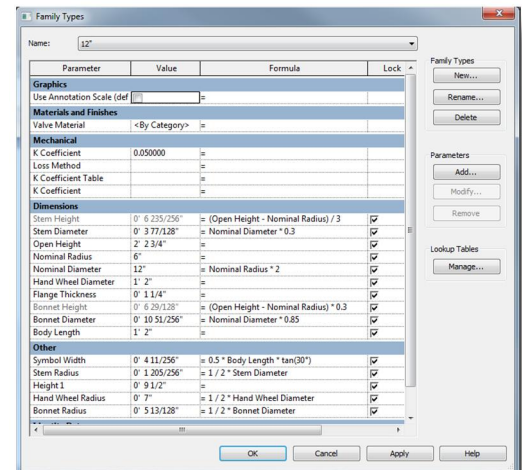 Family Types
Name: 12"
Parameter Value Formula Lock
Graphics
Use Annotation Scale (def =
Materials and Finishes
Valve Material <By Category> =
Mechanical
K Coefficient 0.050000 =
Loss Method =
K Coefficient Table =
K Coefficient =
Dimensions
Stem Height 0' 6 235/256" = (Open Height - Nominal Radius) / 3
Stem Diameter 0' 3 77/128" = Nominal Diameter * 0.3
Open Height 2' 2 3/4" =
Nominal Radius 6" =
Nominal Diameter 12" = Nominal Radius * 2
Hand Wheel Diameter 1' 2" =
Flange Thickness 0' 1 1/4" =
Bonnet Height 0' 6 29/128" = (Open Height - Nominal Radius) * 0.3
Bonnet Diameter 0' 10 51/256" = Nominal Diameter * 0.85
Body Length 1' 2" =
Other
Symbol Width 0' 4 11/256" = 0.5 * Body Length * tan(30°)
Stem Radius 0' 1 205/256" = 1 / 2 * Stem Diameter
Height 1 0' 9 1/2" =
Hand Wheel Radius 0' 7" = 1 / 2 * Hand Wheel Diameter
Bonnet Radius 0' 5 13/128" = 1 / 2 * Bonnet Diameter
Family Types
New...
Rename...
Delete
Parameters
Add...
Modify...
Remove
Lookup Tables
Manage...
OK Cancel Apply Help